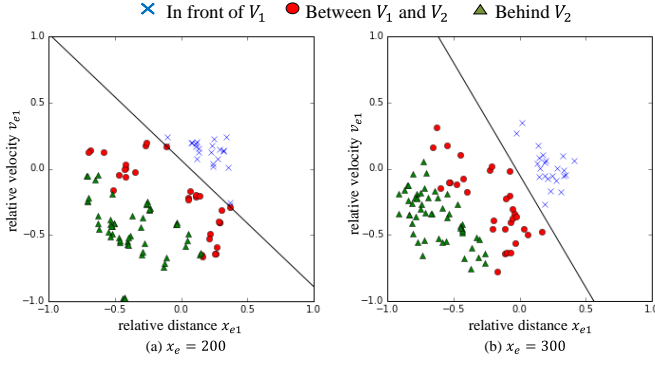 In front of V1 Between V1 and V2 Behind V2
1.0 1.0
0.5 0.5
0.0 0.0
−0.5 −0.5
−1.0 −1.0
relative velocity ve1 relative velocity ve1
−1.0 −0.5 0.0 0.5 1.0 1.0 −0.5 0.0 0.5 1.0
relative distance xe1 relative distance xe1
(a) xe = 200 (b) xe = 300